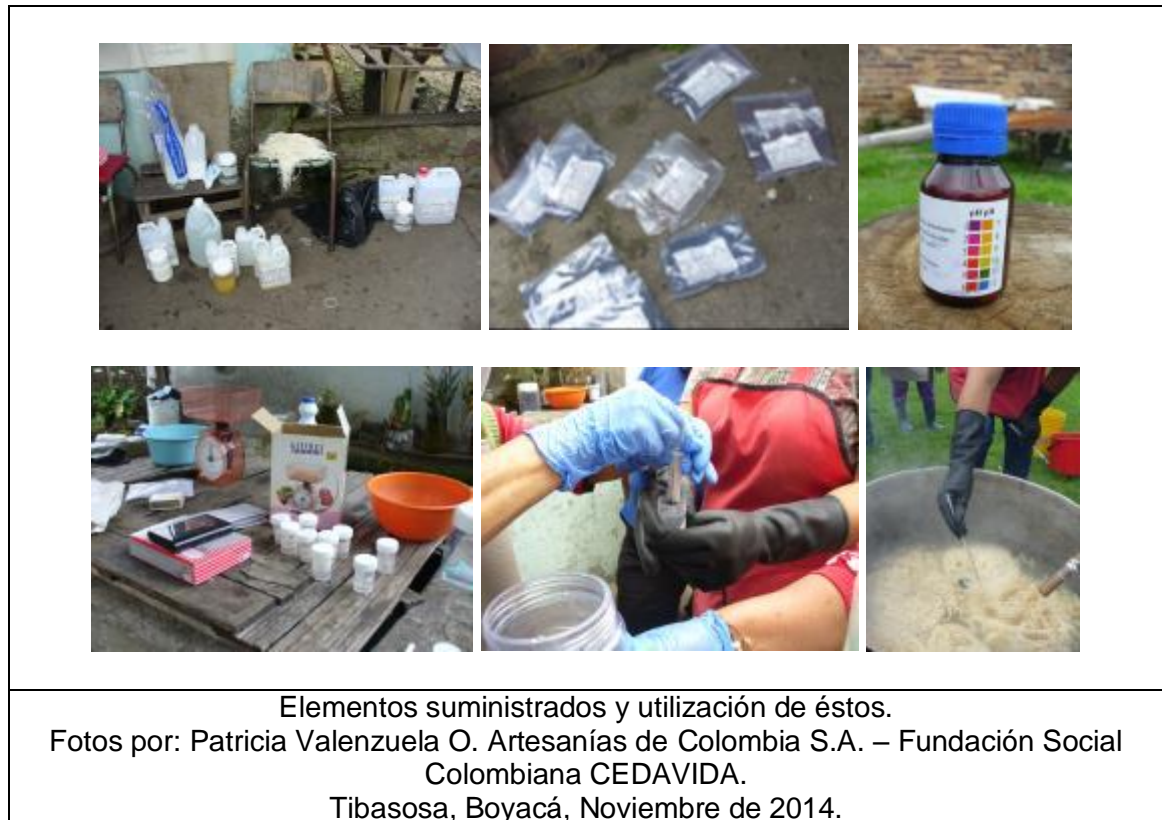 Elementos suministrados y utilización de éstos.
Fotos por: Patricia Valenzuela O. Artesanías de Colombia S.A. – Fundación Social
Colombiana CEDAVIDA.
Tibasosa, Boyacá, Noviembre de 2014.